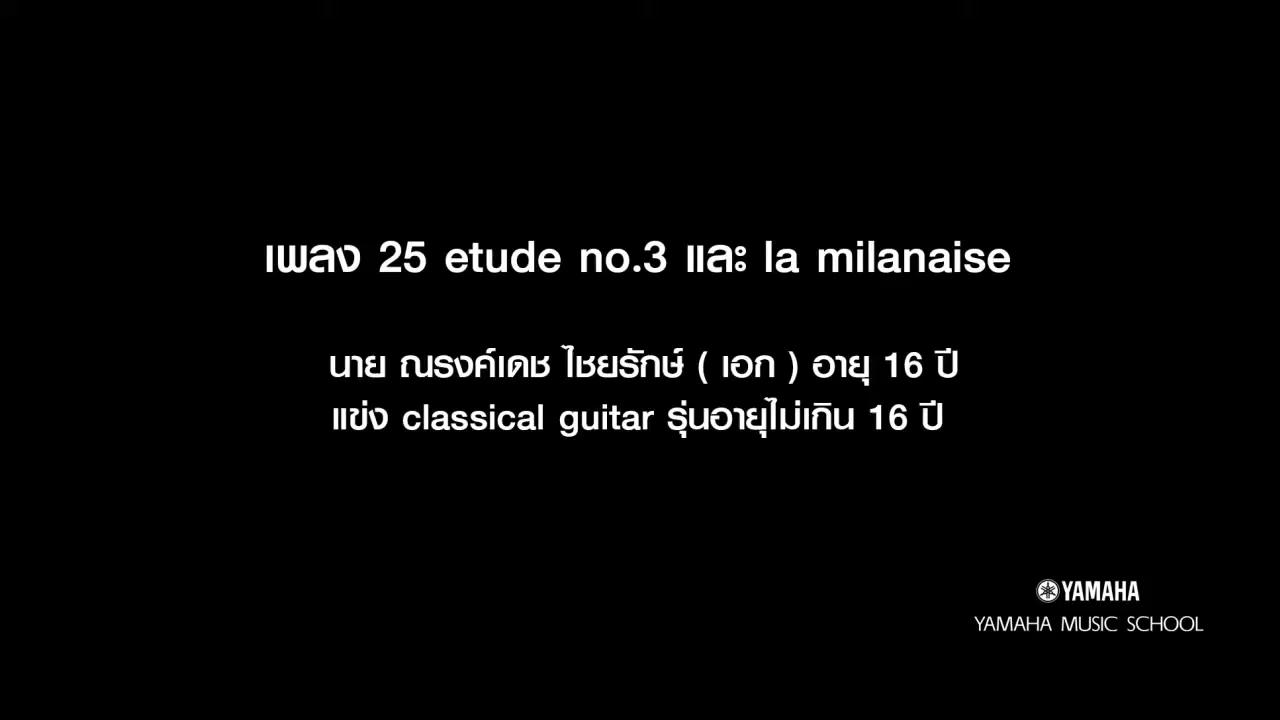 เพลง 25 etude no.3 และ la milanaise
นาย ณรงค์เดช ไชยรักษ์ ( เอก ) อายุ 16 ปี
แข่ง classical guitar รุ่นอายุไม่เกิน 16 ปี
YAMAHA
YAMAHA MUSIC SCHOOL